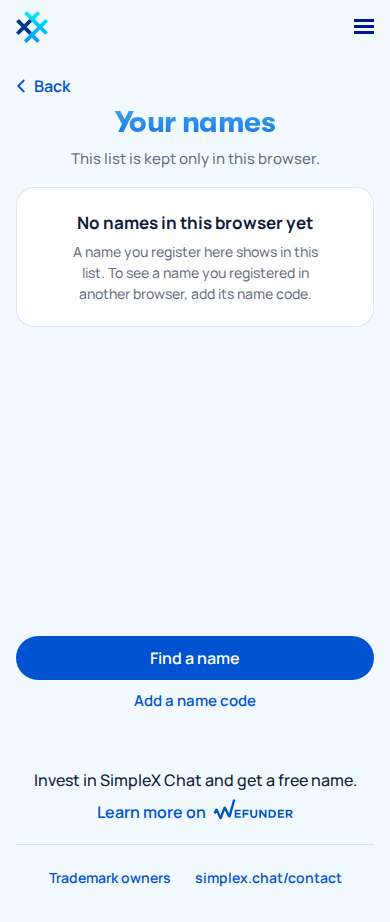 Back
Your names
This list is kept only in this browser.
No names in this browser yet
A name you register here shows in this
list. To see a name you registered in
another browser, add its name code.
Find a name
Add a name code
Invest in SimpleX Chat and get a free name.
Learn more on WEFUNDER
Trademark owners simplex.chat/contact